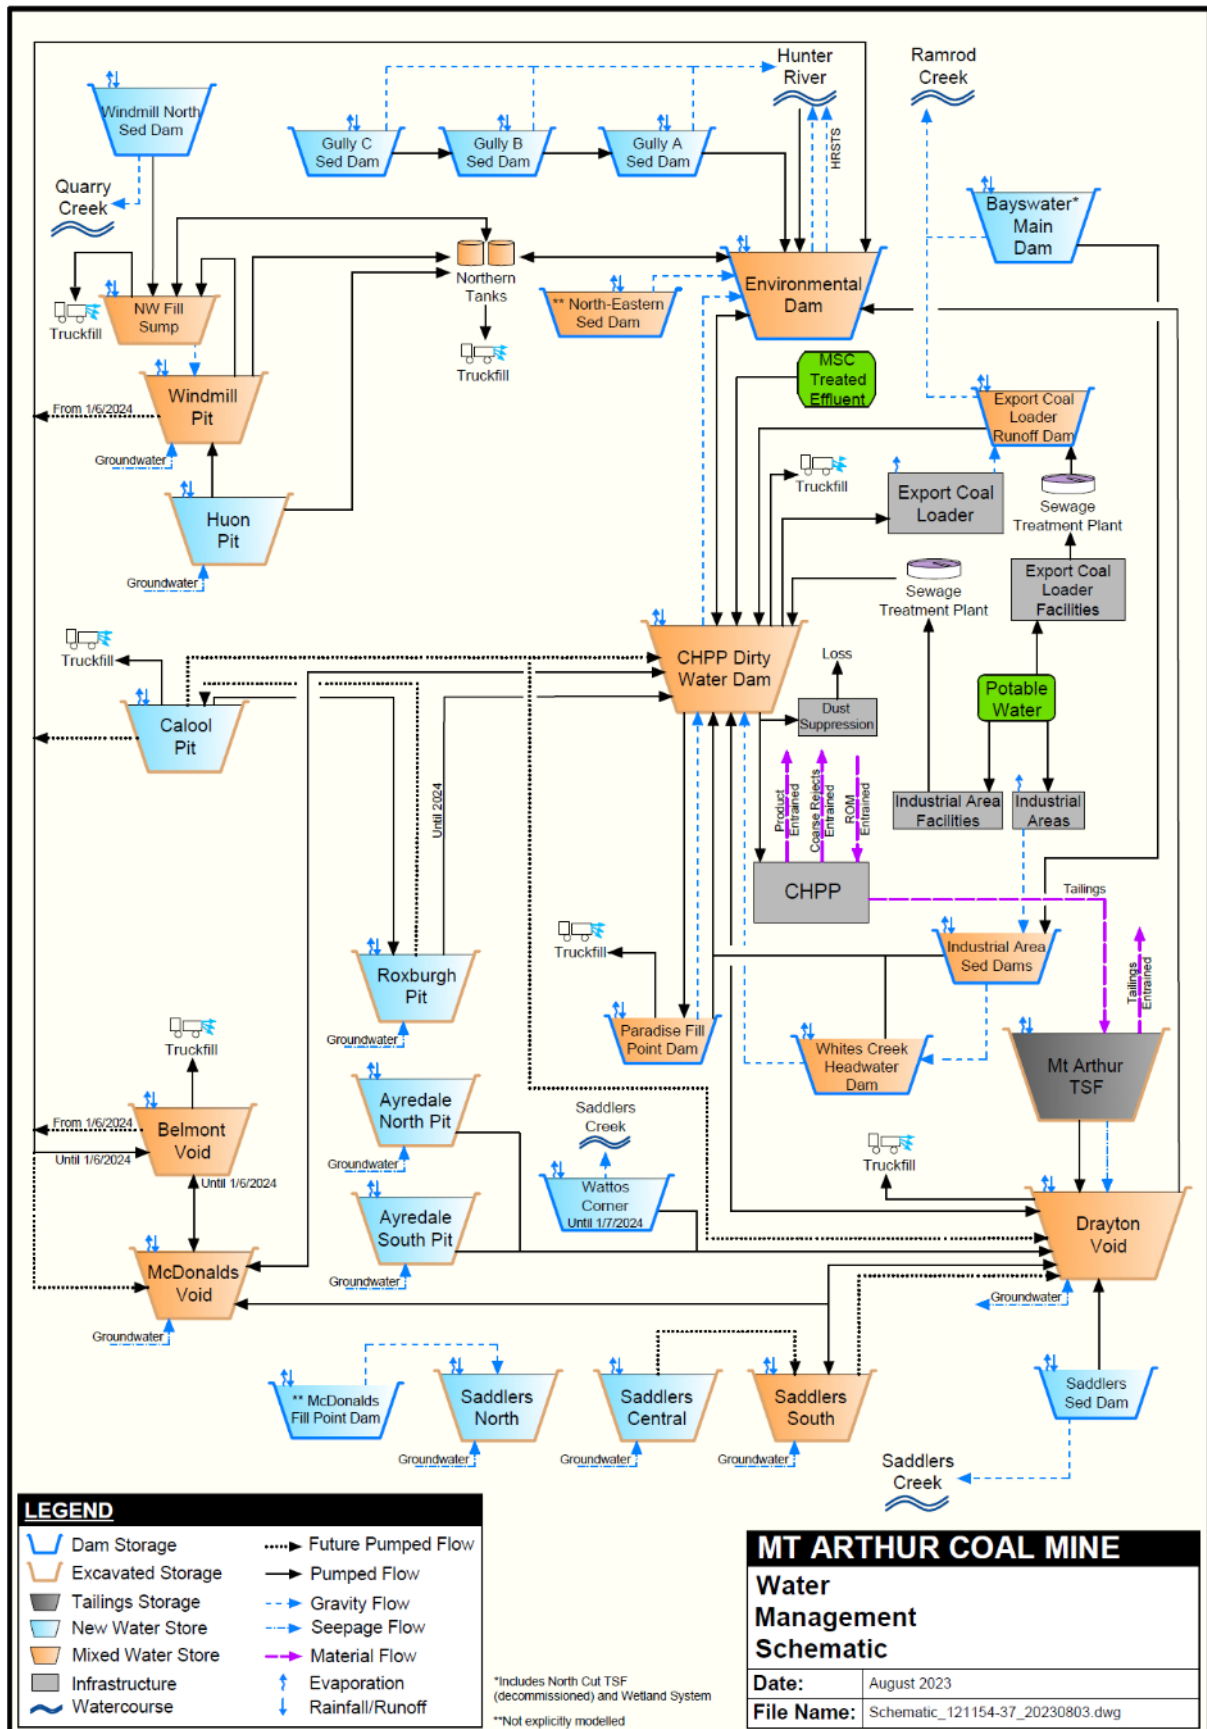 Hunter
River
Ramrod
Creek
Windmill North
Sed Dam
Gully C
Sed Dam
Gully B
Sed Dam
Gully A
Sed Dam
HRSTS
Quarry
Creek
Bayswater*
Main
Dam
Northern
Tanks
** North-Eastern
Sed Dam
Environmental
Dam
NW Fill
Sump
Truckfill
Truckfill
MSC
Treated
Effluent
Windmill
Pit
From 1/6/2024
Groundwater
Export Coal
Loader
Runoff Dam
Truckfill
Export Coal
Loader
Sewage
Treatment Plant
Huon
Pit
Groundwater
Sewage
Treatment Plant
Export Coal
Loader
Facilities
Truckfill
CHPP Dirty
Water Dam
Loss
Dust
Suppression
Potable
Water
Calool
Pit
Until 2024
Product
Entrained
Coarse Rejects
Entrained
ROM
Entrained
Industrial Area
Facilities
Industrial
Areas
CHPP
Tailings
Truckfill
Roxburgh
Pit
Groundwater
Industrial Area
Sed Dams
Tailings
Entrained
Paradise Fill
Point Dam
Whites Creek
Headwater
Dam
Mt Arthur
TSF
Truckfill
Ayredale
North Pit
Groundwater
Saddlers
Creek
From 1/6/2024
Belmont
Void
Until 1/6/2024
Until 1/6/2024
Truckfill
Wattos
Corner
Until 1/7/2024
Ayredale
South Pit
Groundwater
Drayton
Void
Groundwater
McDonalds
Void
Groundwater
** McDonalds
Fill Point Dam
Saddlers
North
Groundwater
Saddlers
Central
Groundwater
Saddlers
South
Groundwater
Saddlers
Sed Dam
Saddlers
Creek
LEGEND
Dam Storage
Excavated Storage
Tailings Storage
New Water Store
Mixed Water Store
Infrastructure
Watercourse
Future Pumped Flow
Pumped Flow
Gravity Flow
Seepage Flow
Material Flow
Evaporation
Rainfall/Runoff
*Includes North Cut TSF
(decommissioned) and Wetland System
**Not explicitly modelled
MT ARTHUR COAL MINE
Water
Management
Schematic
Date: August 2023
File Name: Schematic_121154-37_20230803.dwg